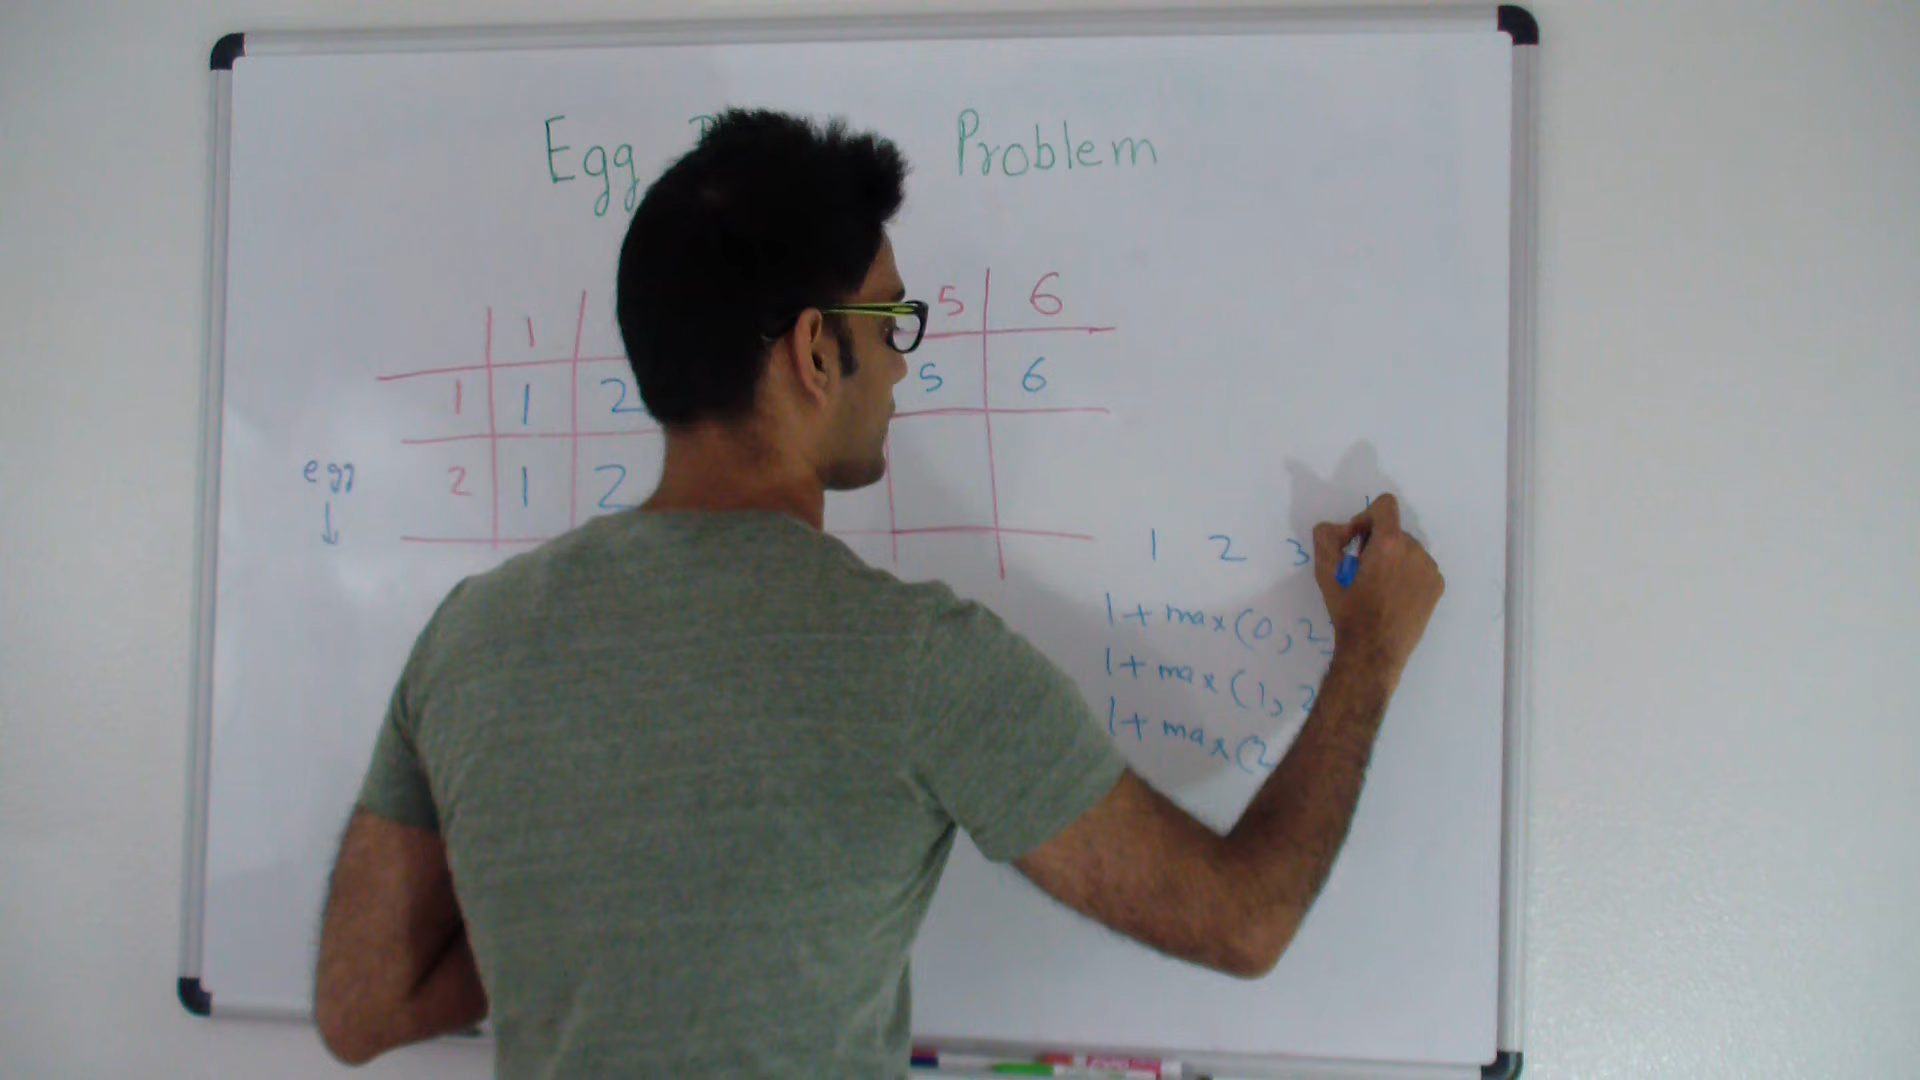 Egg Problem
1 5 6
1 1 2 5 6
egg 2 1 2
1 2 3
1 + max (0, 2
1 + max (1, 2
1 + max (2